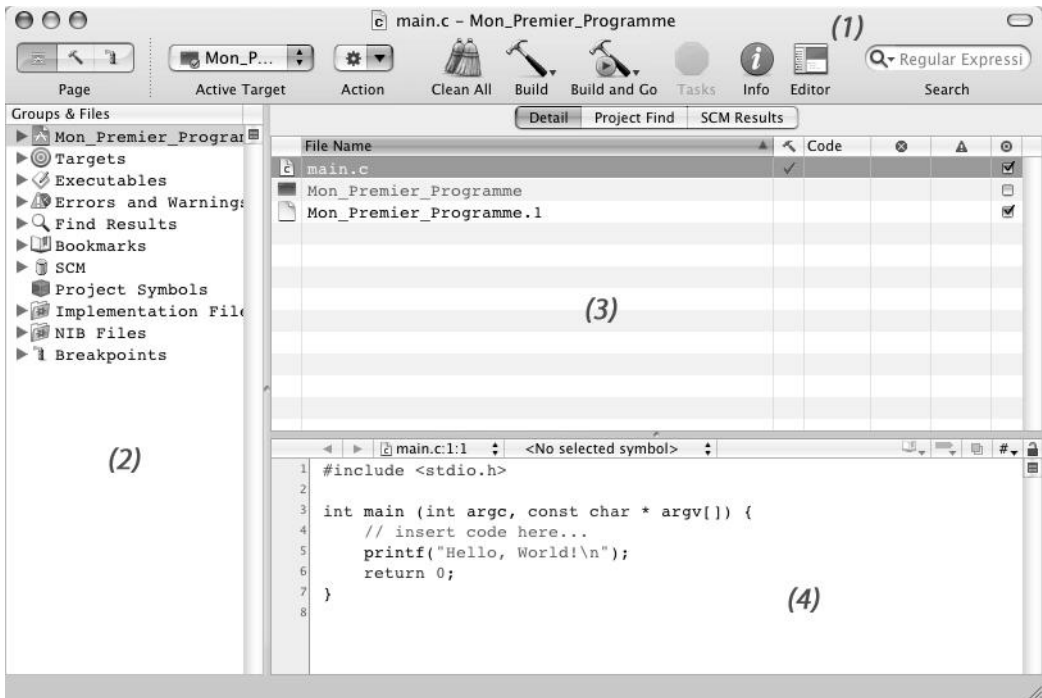 main.c – Mon_Premier_Programme
(1)
Mon_P...
Regular Expressi
Page Active Target Action Clean All Build Build and Go Tasks Info Editor Search
Groups & Files
Detail Project Find SCM Results
Mon_Premier_Progra
Targets
Executables
Errors and Warning
Find Results
Bookmarks
SCM
Project Symbols
Implementation File
NIB Files
Breakpoints
(2)
File Name Code
main.c
Mon_Premier_Programme
Mon_Premier_Programme.1
(3)
main.c:1:1 <No selected symbol> #
1 #include <stdio.h>
2
3 int main (int argc, const char * argv[]) {
4 // insert code here...
5 printf("Hello, World!\n");
6 return 0;
7 }
8
(4)